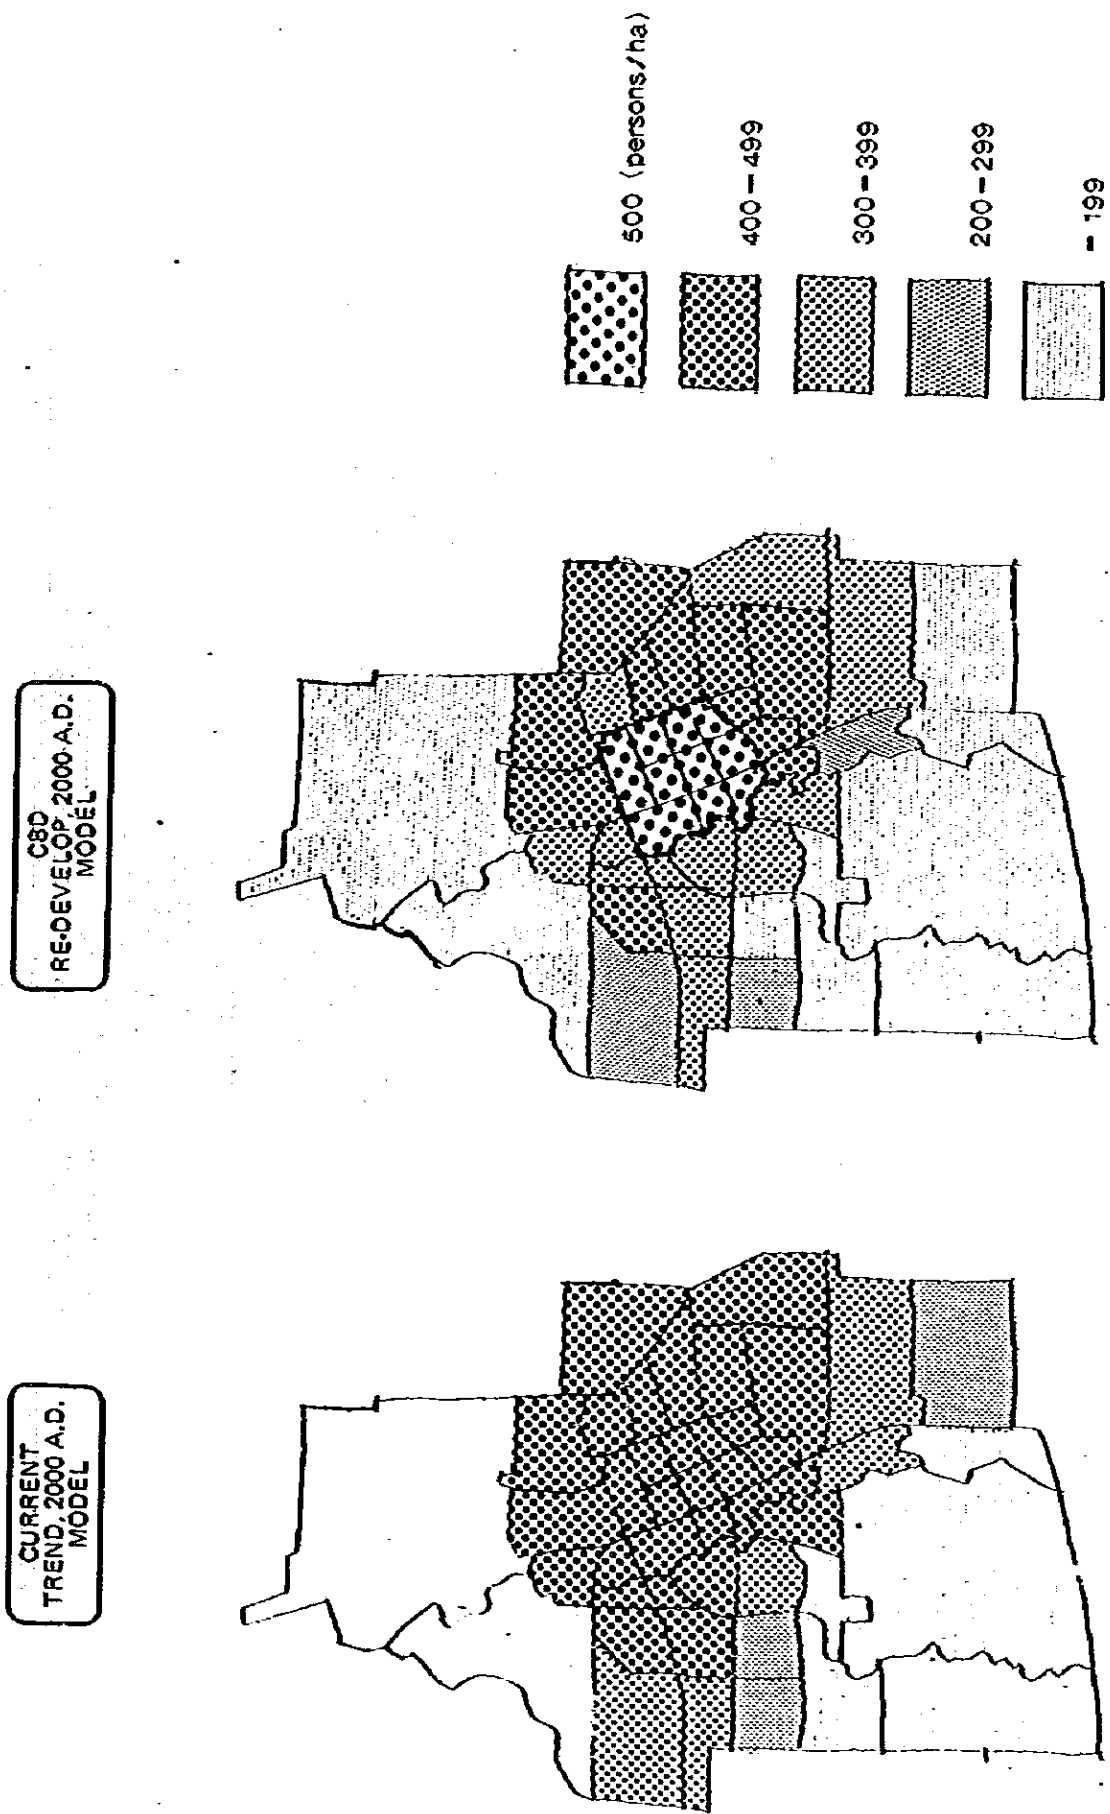 CURRENT
TREND, 2000 A.D.
MODEL
CBD
RE-DEVELOP, 2000 A.D.
MODEL
500 (persons/ha)
400-499
300-399
200-299
- 199